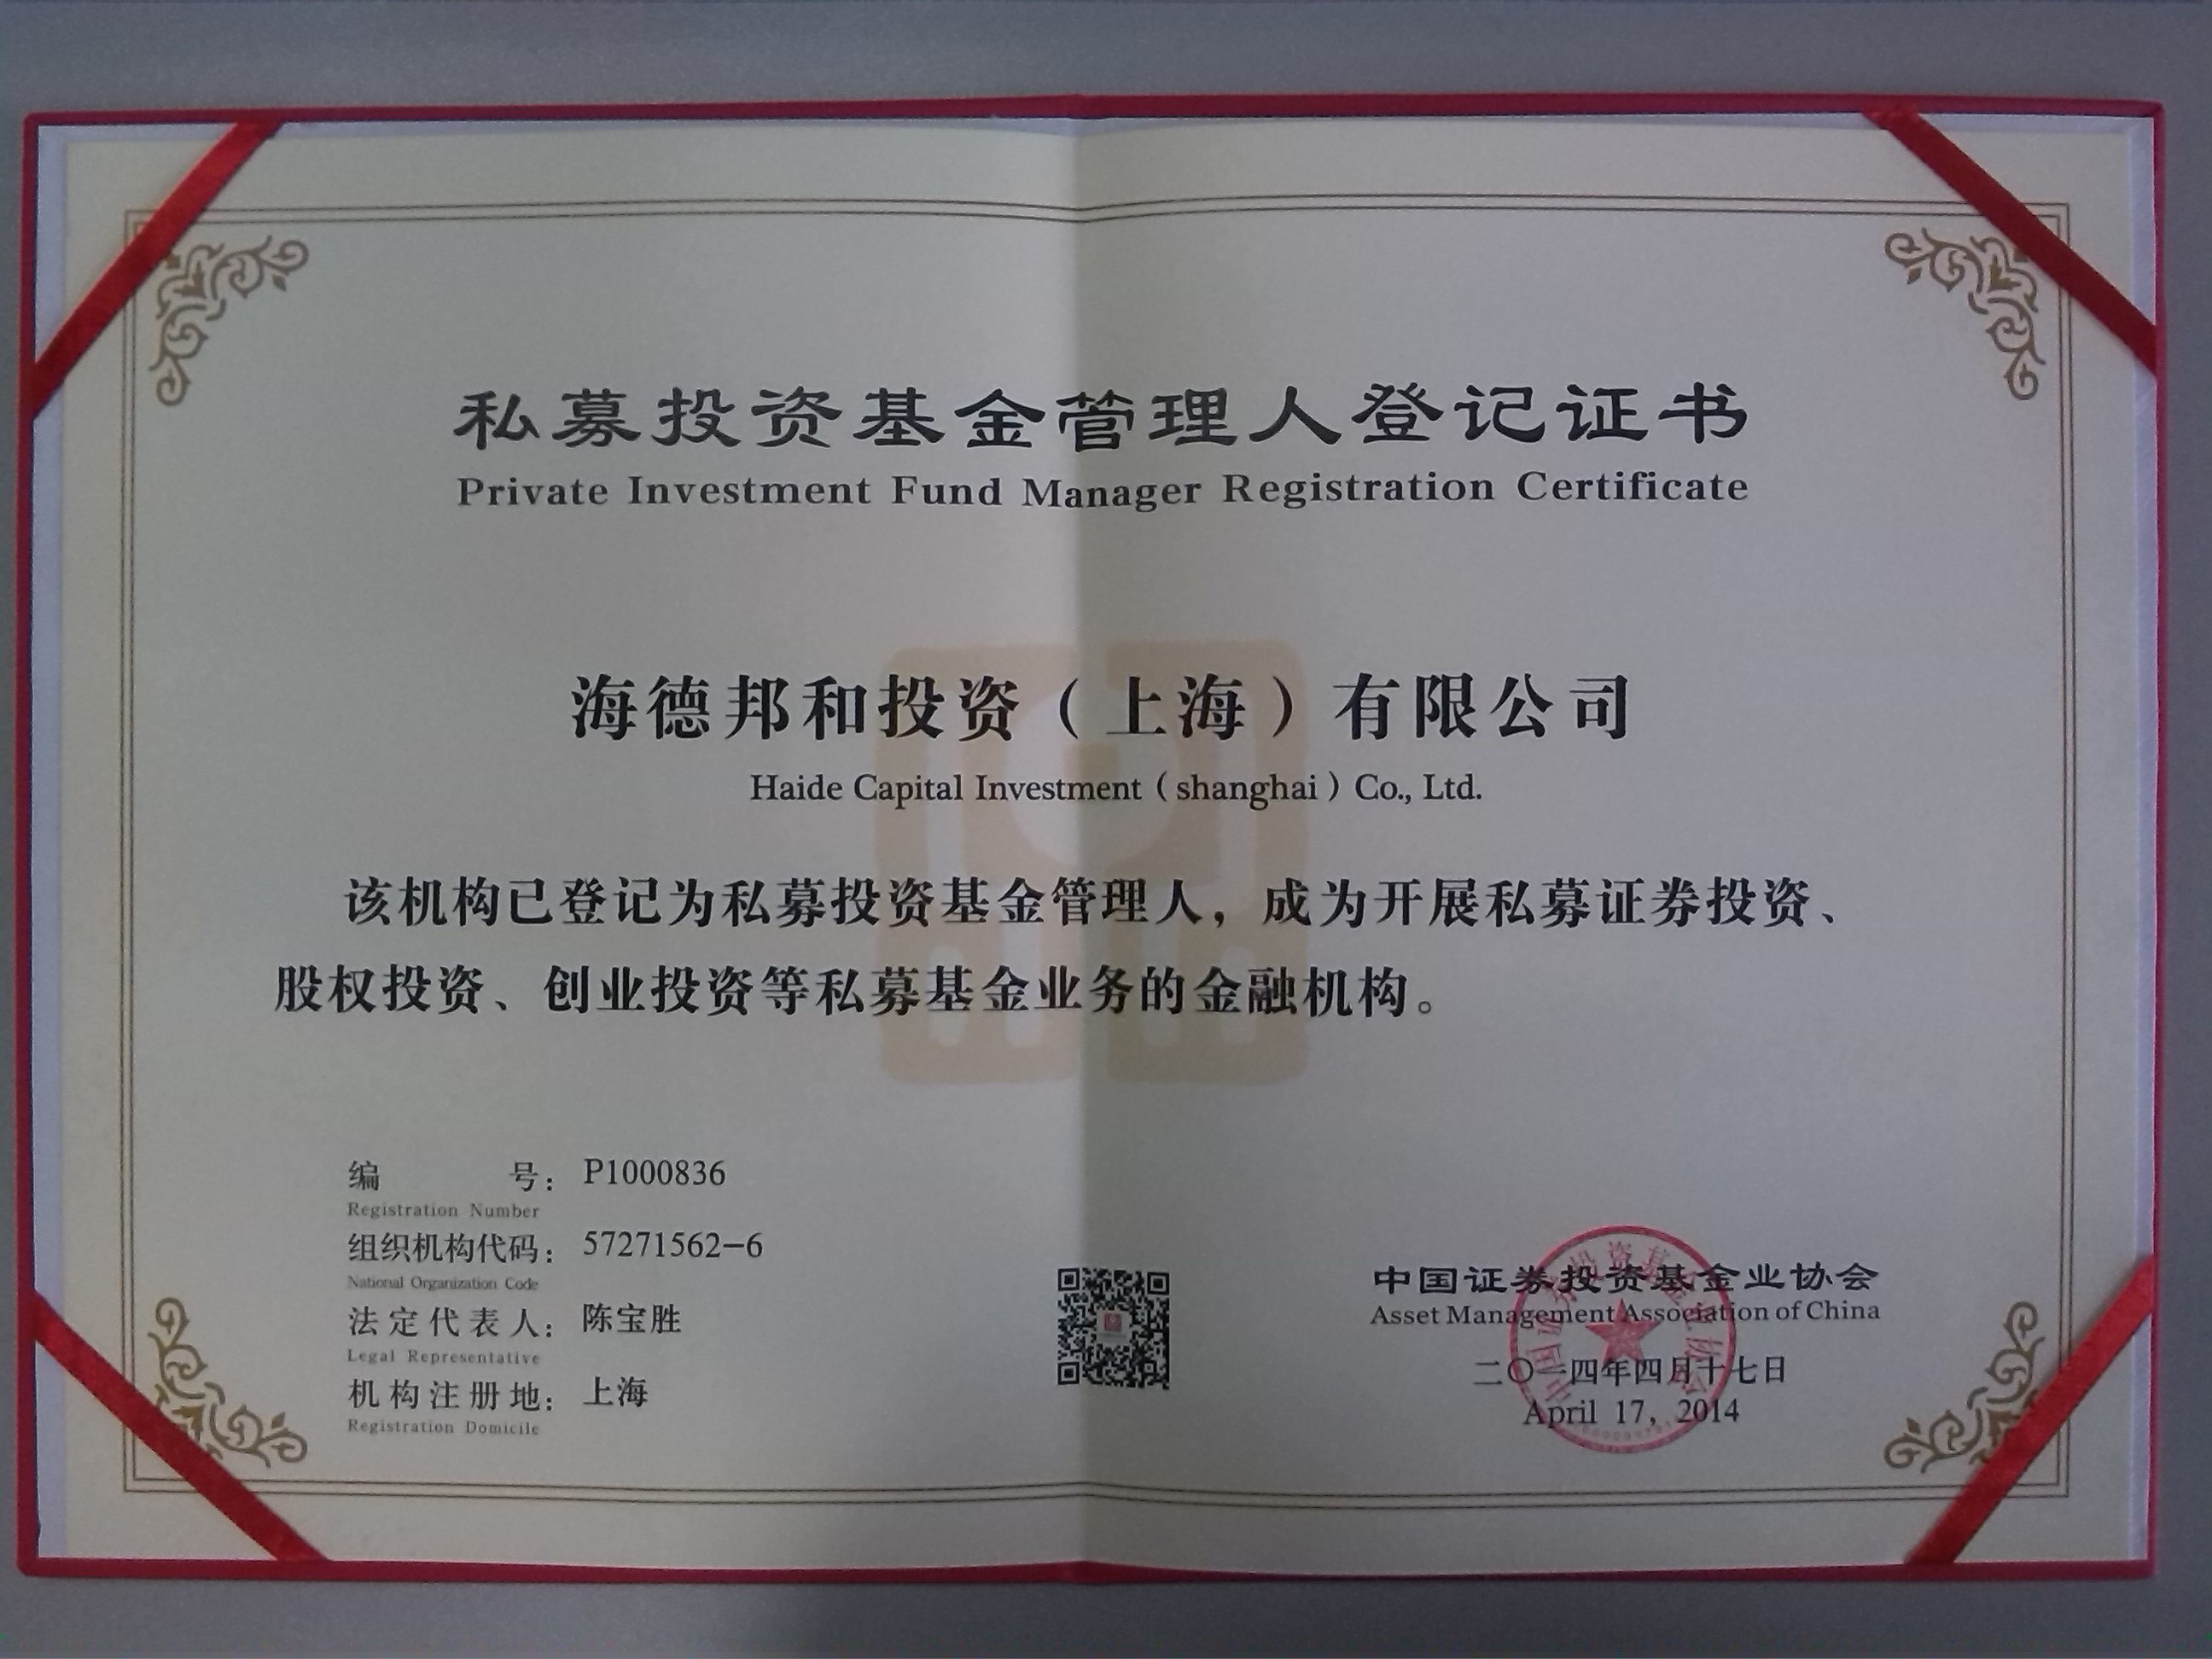 私募投资基金管理人登记证书
Private Investment Fund Manager Registration Certificate
海德邦和投资（上海）有限公司
Haide Capital Investment（shanghai）Co., Ltd.
该机构已登记为私募投资基金管理人，成为开展私募证券投资、
股权投资、创业投资等私募基金业务的金融机构。
编号：P1000836
Registration Number
组织机构代码：57271562-6
National Organization Code
法定代表人：陈宝胜
Legal Representative
机构注册地：上海
Registration Domicile
中国证券投资基金业协会
Asset Management Association of China
二〇一四年四月十七日
April 17, 2014